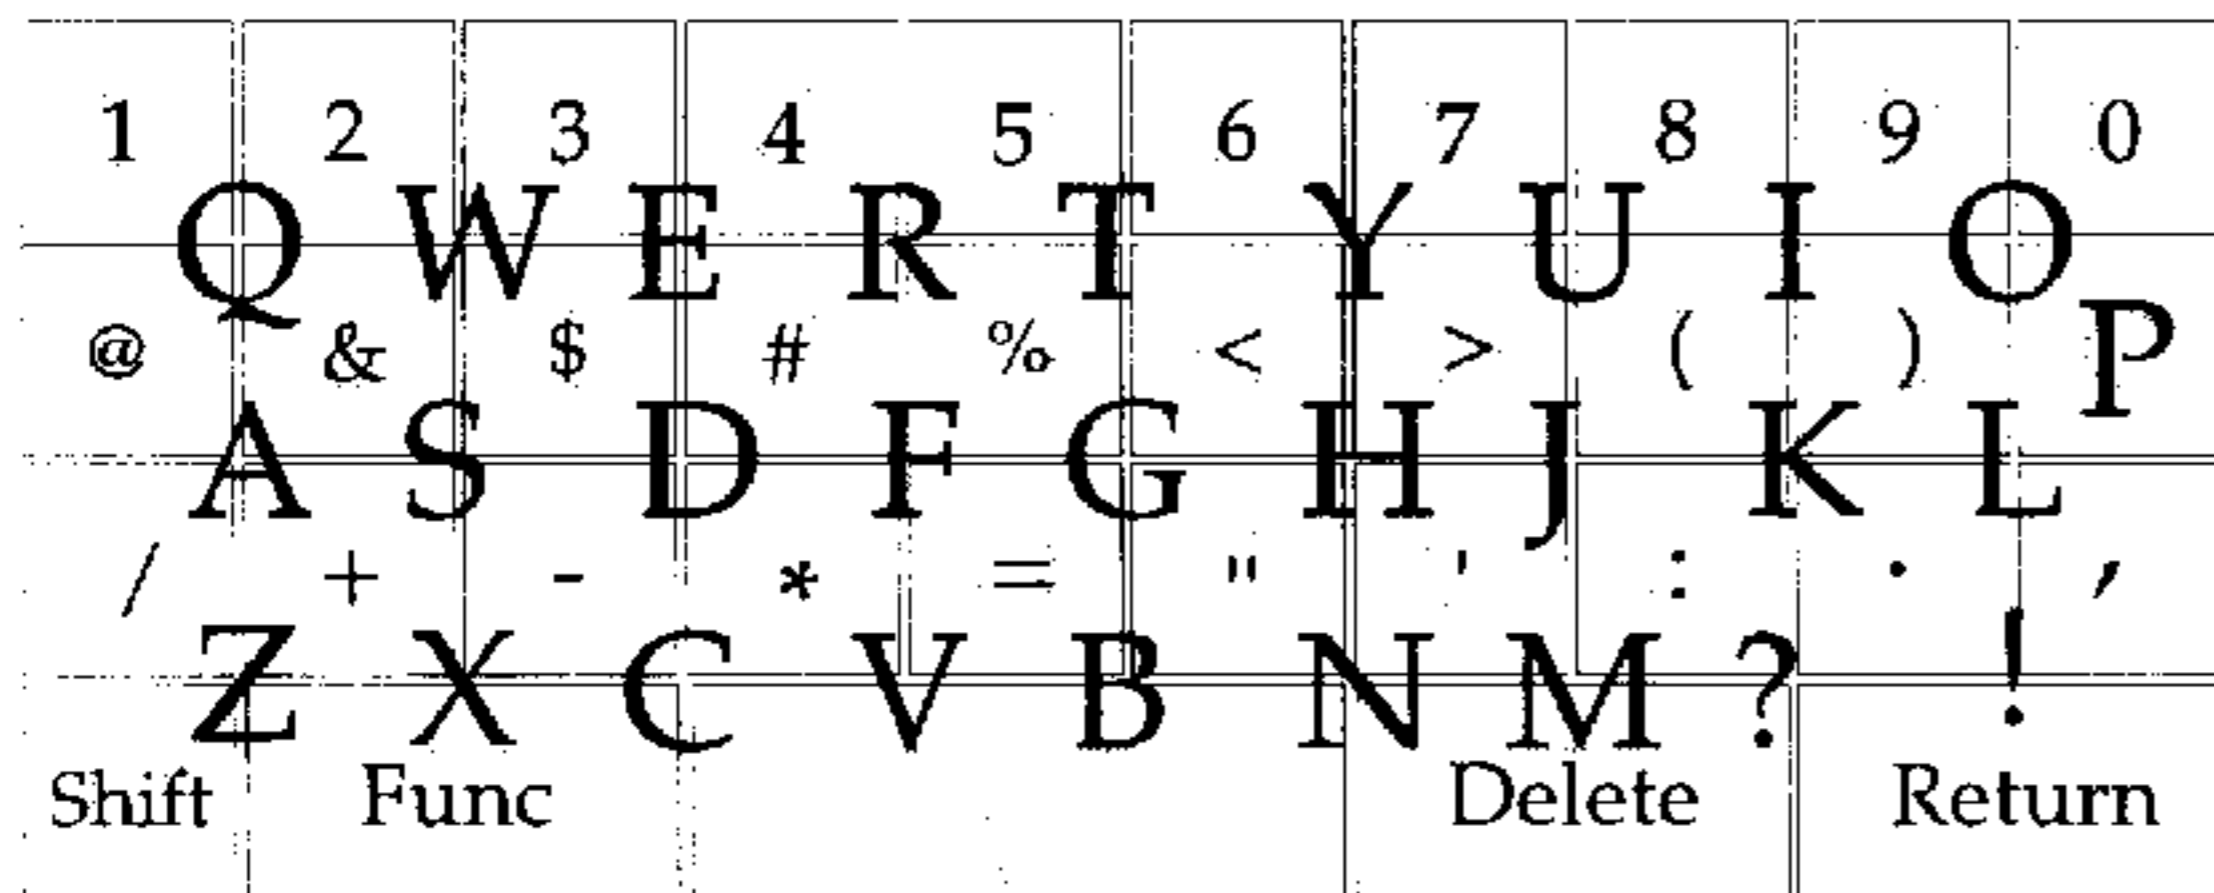 1 2 3 4 5 6 7 8 9 0
Q W E R T Y U I O
@ & $ # % < > ( ) P
A S D F G H J K L
/ + - * = " ' : . ,
Z X C V B N M ? !
Shift Func Delete Return